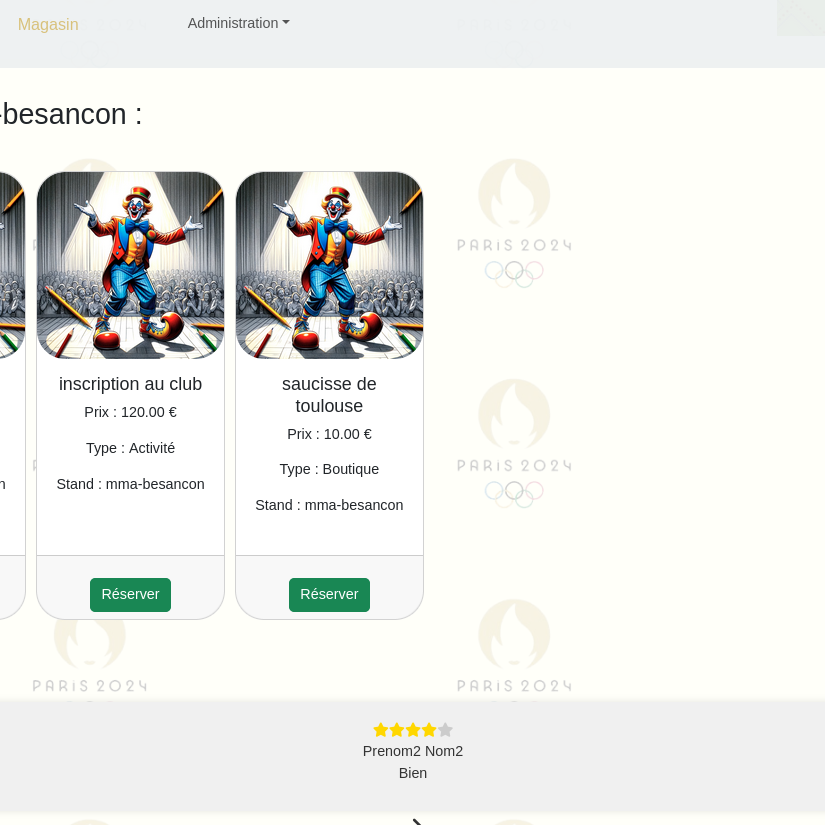 Magasin
Administration
-besancon :
inscription au club
Prix : 120.00 €
Type : Activité
Stand : mma-besancon
Réserver
saucisse de
toulouse
Prix : 10.00 €
Type : Boutique
Stand : mma-besancon
Réserver
PARIS 2024
PARIS 2024
PARIS 2024
PARIS 2024
Prenom2 Nom2
Bien